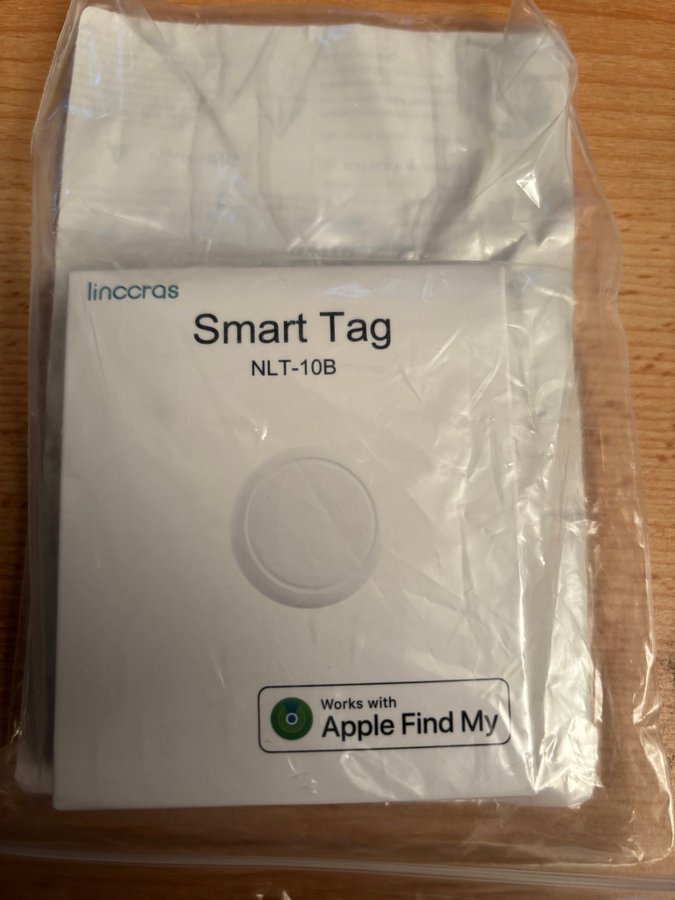 linccras
Smart Tag
NLT-10B
Works with
Apple Find My